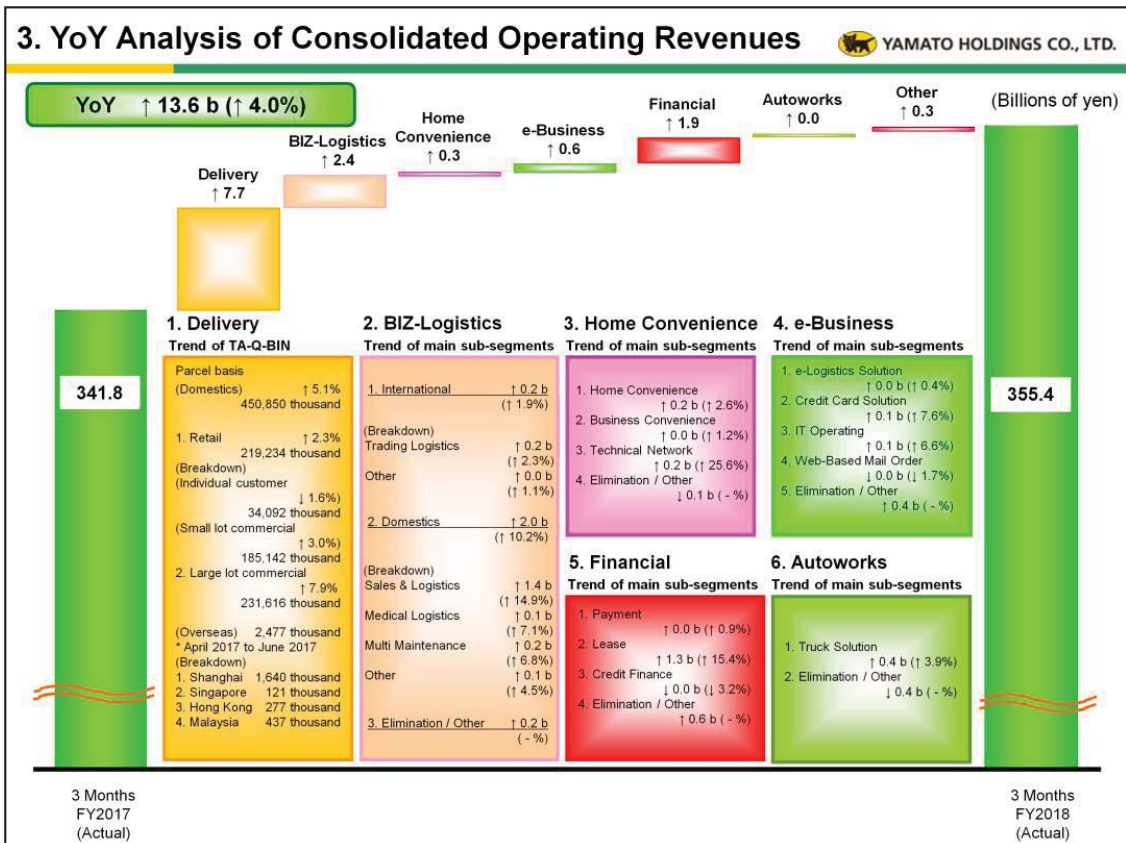 3. YoY Analysis of Consolidated Operating Revenues
YAMATO HOLDINGS CO., LTD.
YoY ↑ 13.6 b (↑ 4.0%)
(Billions of yen)
Delivery
↑ 7.7
BIZ-Logistics
↑ 2.4
Home
Convenience
↑ 0.3
e-Business
↑ 0.6
Financial
↑ 1.9
Autoworks
↑ 0.0
Other
↑ 0.3
341.8
1. Delivery
Trend of TA-Q-BIN
Parcel basis
(Domestics) ↑ 5.1%
450,850 thousand
1. Retail ↑ 2.3%
219,234 thousand
(Breakdown)
(Individual customer
↓ 1.6%)
34,092 thousand
(Small lot commercial
↑ 3.0%)
185,142 thousand
2. Large lot commercial
↑ 7.9%
231,616 thousand
(Overseas) 2,477 thousand
* April 2017 to June 2017
(Breakdown)
1. Shanghai 1,640 thousand
2. Singapore 121 thousand
3. Hong Kong 277 thousand
4. Malaysia 437 thousand
2. BIZ-Logistics
Trend of main sub-segments
1. International ↑ 0.2 b
(↑ 1.9%)
(Breakdown)
Trading Logistics ↑ 0.2 b
(↑ 2.3%)
Other ↑ 0.0 b
(↑ 1.1%)
2. Domestics ↑ 2.0 b
(↑ 10.2%)
(Breakdown)
Sales & Logistics ↑ 1.4 b
(↑ 14.9%)
Medical Logistics ↑ 0.1 b
(↑ 7.1%)
Multi Maintenance ↑ 0.2 b
(↑ 6.8%)
Other ↑ 0.1 b
(↑ 4.5%)
3. Elimination / Other ↑ 0.2 b
( - %)
3. Home Convenience
Trend of main sub-segments
1. Home Convenience
↑ 0.2 b (↑ 2.6%)
2. Business Convenience
↑ 0.0 b (↑ 1.2%)
3. Technical Network
↑ 0.2 b (↑ 25.6%)
4. Elimination / Other
↓ 0.1 b ( - %)
4. e-Business
Trend of main sub-segments
1. e-Logistics Solution
↑ 0.0 b (↑ 0.4%)
2. Credit Card Solution
↑ 0.1 b (↑ 7.6%)
3. IT Operating
↑ 0.1 b (↑ 6.6%)
4. Web-Based Mail Order
↓ 0.0 b (↓ 1.7%)
5. Elimination / Other
↑ 0.4 b ( - %)
5. Financial
Trend of main sub-segments
1. Payment
↑ 0.0 b (↑ 0.9%)
2. Lease
↑ 1.3 b (↑ 15.4%)
3. Credit Finance
↓ 0.0 b (↓ 3.2%)
4. Elimination / Other
↑ 0.6 b ( - %)
6. Autoworks
Trend of main sub-segments
1. Truck Solution
↑ 0.4 b (↑ 3.9%)
2. Elimination / Other
↓ 0.4 b ( - %)
355.4
3 Months
FY2017
(Actual)
3 Months
FY2018
(Actual)